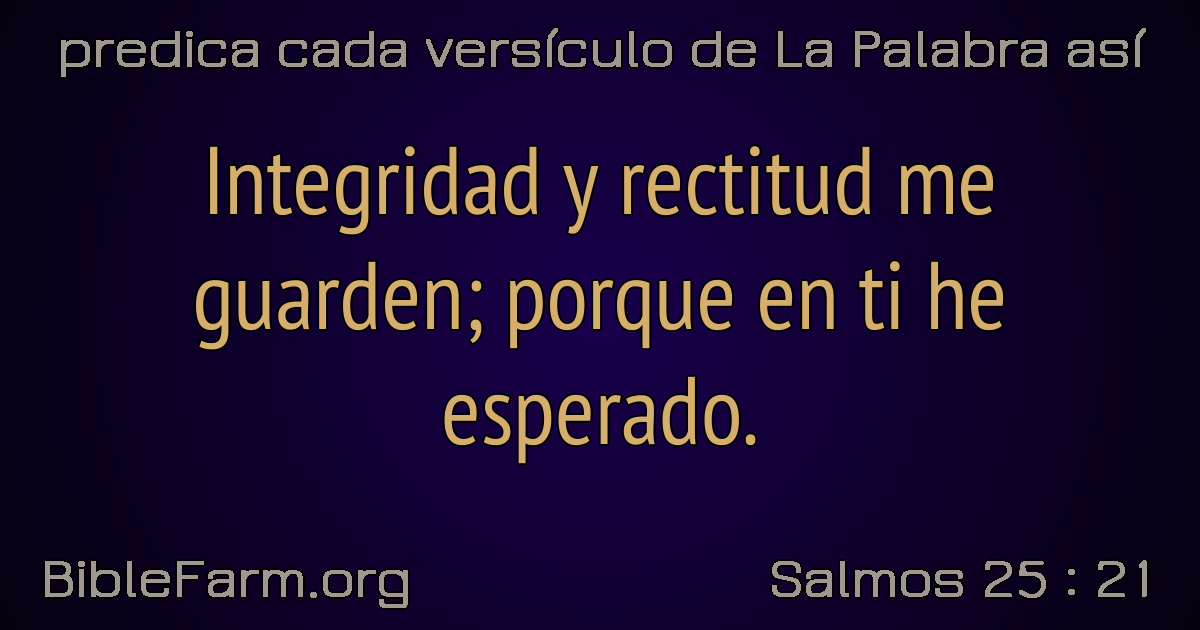 predica cada versículo de La Palabra así
Integridad y rectitud me
guarden; porque en ti he
esperado.
BibleFarm.org
Salmos 25 : 21